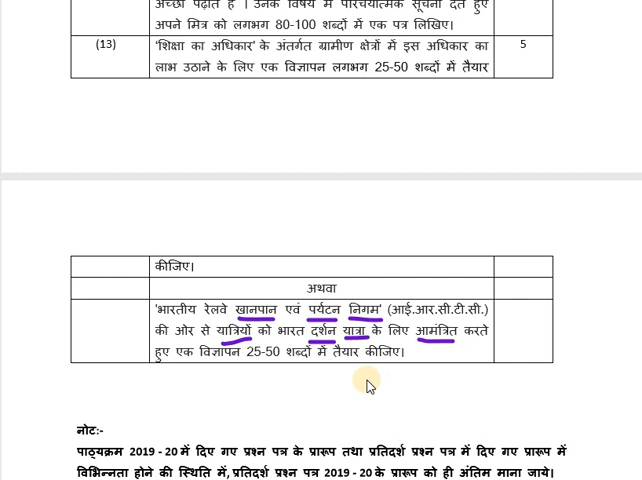 अच्छा पढ़ाते हैं । उनके विषय में परिचयात्मक सूचना देते हुए
अपने मित्र को लगभग 80-100 शब्दों में एक पत्र लिखिए।
(13) 'शिक्षा का अधिकार' के अंतर्गत ग्रामीण क्षेत्रों में इस अधिकार का 5
लाभ उठाने के लिए एक विज्ञापन लगभग 25-50 शब्दों में तैयार
कीजिए।
अथवा
'भारतीय रेलवे खानपान एवं पर्यटन निगम' (आई.आर.सी.टी.सी.)
की ओर से यात्रियों को भारत दर्शन यात्रा के लिए आमंत्रित करते
हुए एक विज्ञापन 25-50 शब्दों में तैयार कीजिए।
नोट:-
पाठ्यक्रम 2019 - 20 में दिए गए प्रश्न पत्र के प्रारूप तथा प्रतिदर्श प्रश्न पत्र में दिए गए प्रारूप में
विभिन्नता होने की स्थिति में, प्रतिदर्श प्रश्न पत्र 2019 - 20 के प्रारूप को ही अंतिम माना जाये।